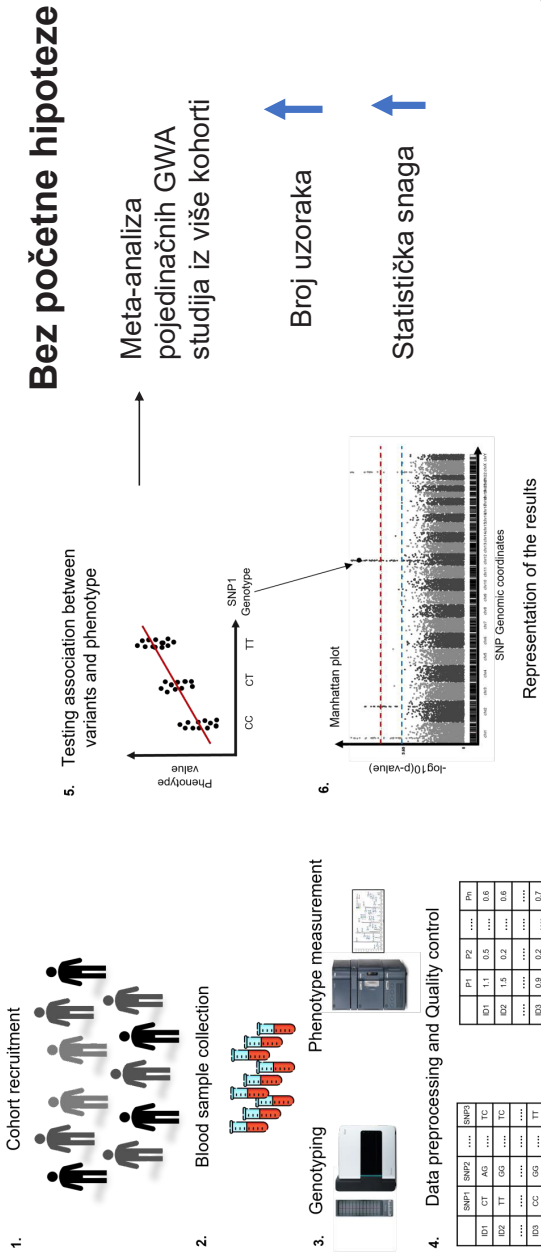 Bez početne hipoteze
1. Cohort recruitment
2. Blood sample collection
3. Genotyping
Phenotype measurement
4. Data preprocessing and Quality control
SNP1 SNP2 .... SNP3
ID1 CT AG .... TC
ID2 TT GG .... TC
.... .... .... .... ....
ID3 CC GG .... TT
P1 P2 .... Pn
ID1 1.1 0.5 .... 0.6
ID2 1.5 0.2 .... 0.6
.... .... .... .... ....
ID3 0.9 0.2 .... 0.7
5. Testing association between
variants and phenotype
Phenotype
value
CC CT TT
SNP1
Genotype
6.
Manhattan plot
-log10(p-value)
SNP Genomic coordinates
Representation of the results
Meta-analiza
pojedinačnih GWA
studija iz više kohorti
Broj uzoraka
Statistička snaga